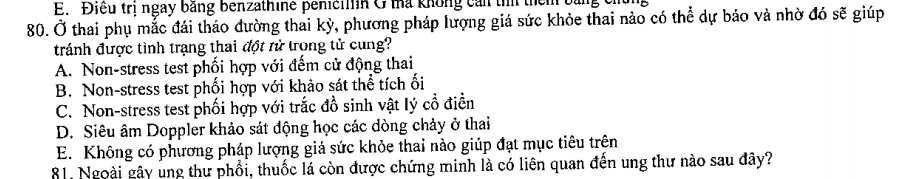 E. Điều trị ngay bằng benzathine penicillin G mà không cần tìm thêm bằng chứng
80. Ở thai phụ mắc đái tháo đường thai kỳ, phương pháp lượng giá sức khỏe thai nào có thể dự báo và nhờ đó sẽ giúp
tránh được tình trạng thai đột tử trong tử cung?
A. Non-stress test phối hợp với đếm cử động thai
B. Non-stress test phối hợp với khảo sát thể tích ối
C. Non-stress test phối hợp với trắc đồ sinh vật lý cổ điển
D. Siêu âm Doppler khảo sát động học các dòng chảy ở thai
E. Không có phương pháp lượng giá sức khỏe thai nào giúp đạt mục tiêu trên
81. Ngoài gây ung thư phổi, thuốc lá còn được chứng minh là có liên quan đến ung thư nào sau đây?